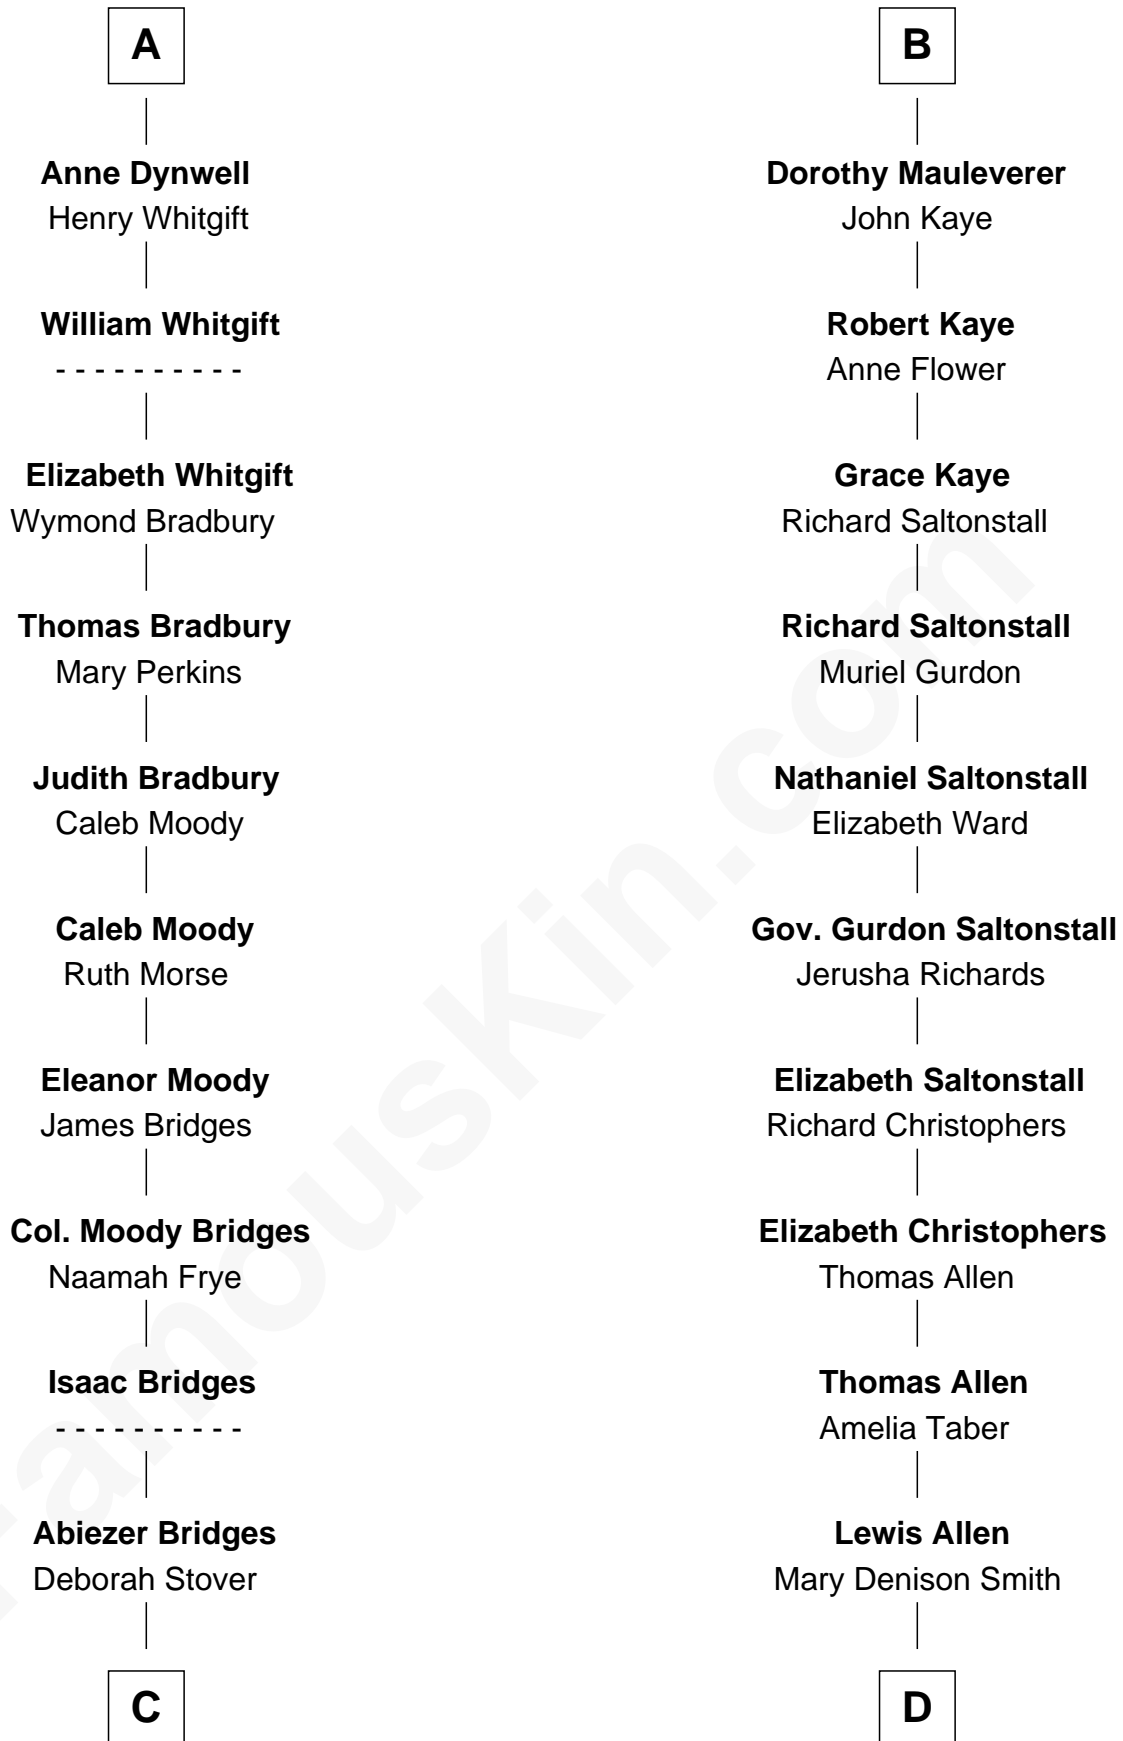 A
Anne Dynwell
Henry Whitgift
William Whitgift
- - - - - - - - - -
Elizabeth Whitgift
Wymond Bradbury
Thomas Bradbury
Mary Perkins
Judith Bradbury
Caleb Moody
Caleb Moody
Ruth Morse
Eleanor Moody
James Bridges
Col. Moody Bridges
Naamah Frye
Isaac Bridges
- - - - - - - - - -
Abiezer Bridges
Deborah Stover
C
B
Dorothy Mauleverer
John Kaye
Robert Kaye
Anne Flower
Grace Kaye
Richard Saltonstall
Richard Saltonstall
Muriel Gurdon
Nathaniel Saltonstall
Elizabeth Ward
Gov. Gurdon Saltonstall
Jerusha Richards
Elizabeth Saltonstall
Richard Christophers
Elizabeth Christophers
Thomas Allen
Thomas Allen
Amelia Taber
Lewis Allen
Mary Denison Smith
D
FamousKin.com